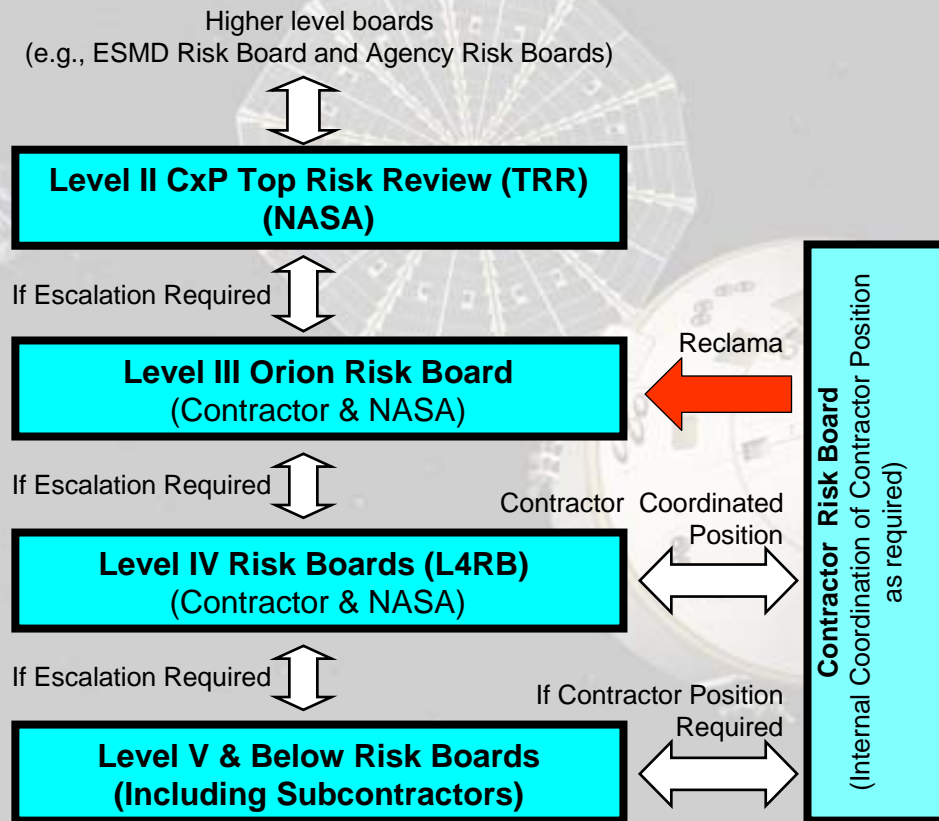 Higher level boards
(e.g., ESMD Risk Board and Agency Risk Boards)
Level II CxP Top Risk Review (TRR)
(NASA)
If Escalation Required
Level III Orion Risk Board
(Contractor & NASA)
Reclama
If Escalation Required
Level IV Risk Boards (L4RB)
(Contractor & NASA)
Contractor Coordinated
Position
If Escalation Required
Level V & Below Risk Boards
(Including Subcontractors)
If Contractor Position
Required
Contractor Risk Board
(Internal Coordination of Contractor Position
as required)